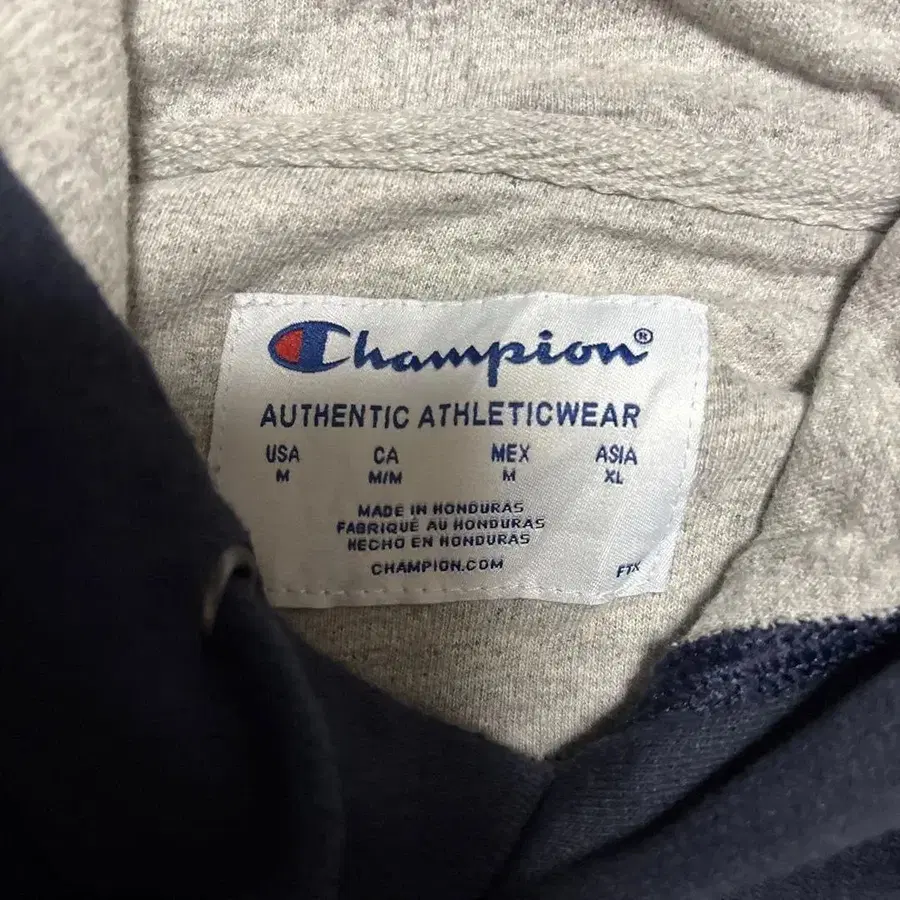 Champion®
AUTHENTIC ATHLETICWEAR
USA CA MEX ASIA
M M/M M XL
MADE IN HONDURAS
FABRIQUÉ AU HONDURAS
HECHO EN HONDURAS
CHAMPION.COM
FTX